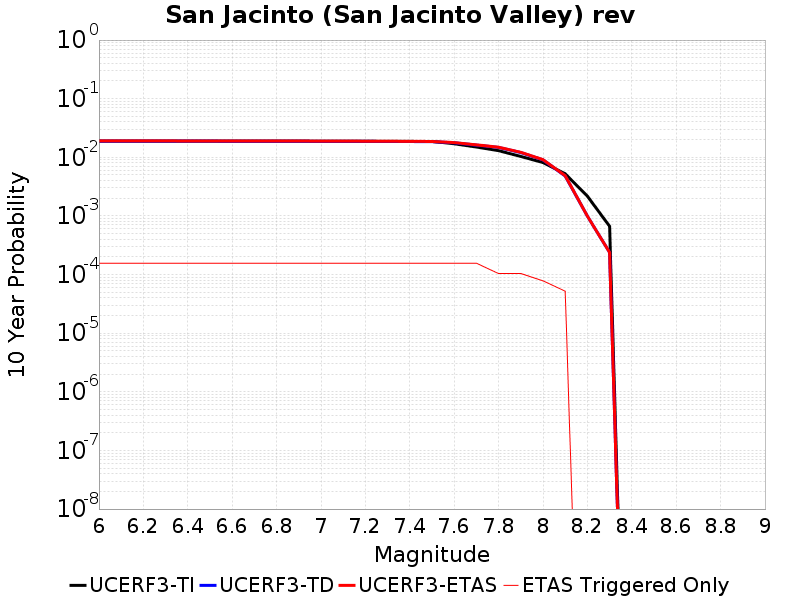 San Jacinto (San Jacinto Valley) rev
10^0
10^-1
10^-2
10^-3
10^-4
10^-5
10^-6
10^-7
10^-8
10 Year Probability
6 6.2 6.4 6.6 6.8 7 7.2 7.4 7.6 7.8 8 8.2 8.4 8.6 8.8 9
Magnitude
UCERF3-TI UCERF3-TD UCERF3-ETAS ETAS Triggered Only